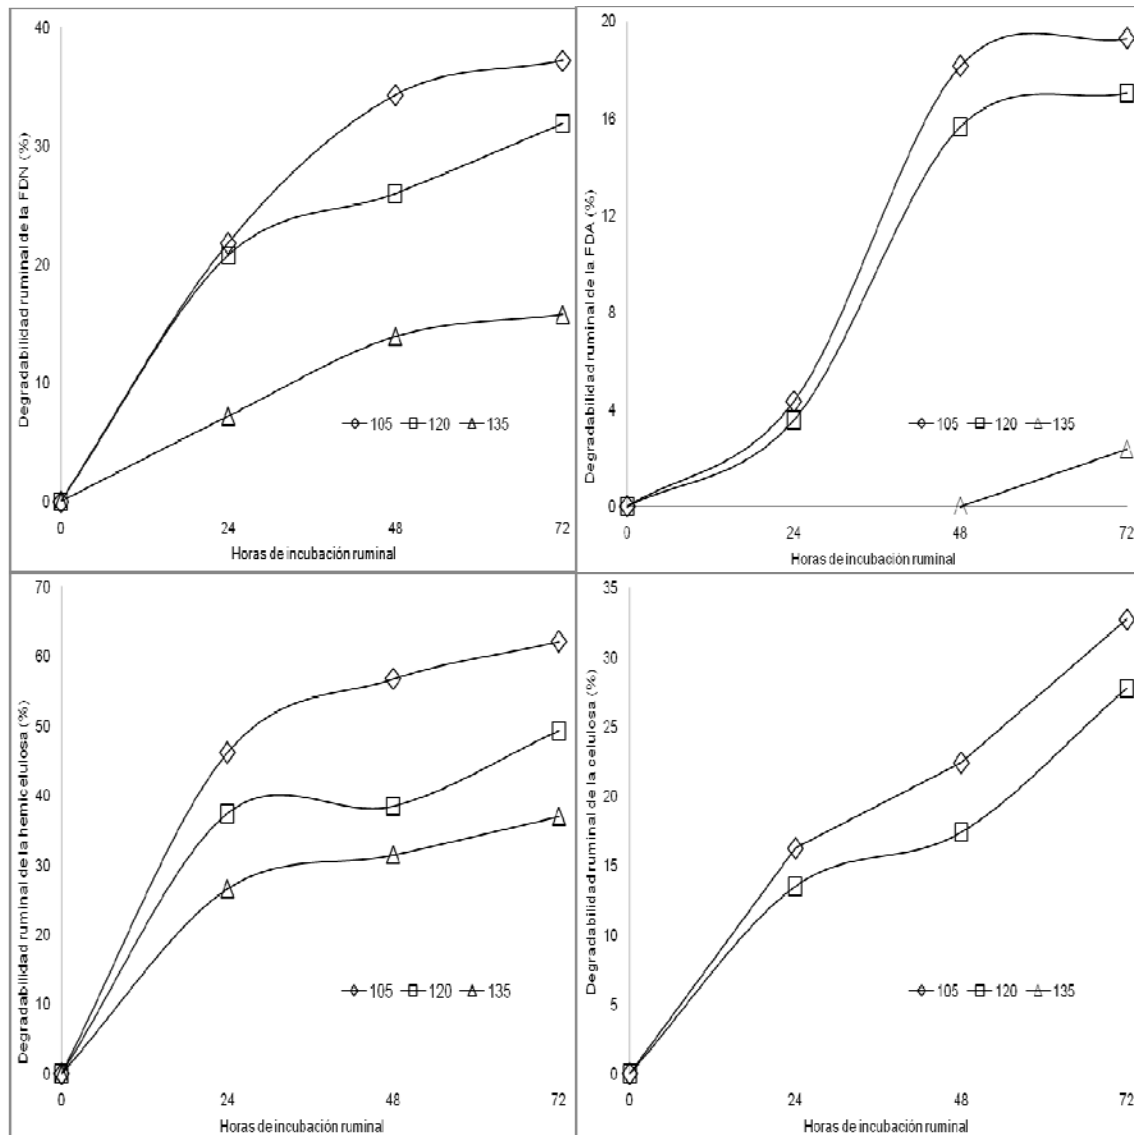 Degradabilidad ruminal de la FDN (%)
40
30
20
10
0
105 120 135
0 24 48 72
Horas de incubación ruminal
Degradabilidad ruminal de la FDA (%)
20
16
12
8
4
0
105 120 135
0 24 48 72
Horas de incubación ruminal
Degradabilidad ruminal de la hemicelulosa (%)
70
60
50
40
30
20
10
0
105 120 135
0 24 48 72
Horas de incubación ruminal
Degradabilidad ruminal de la celulosa (%)
35
30
25
20
15
10
5
0
105 120 135
0 24 48 72
Horas de incubación ruminal